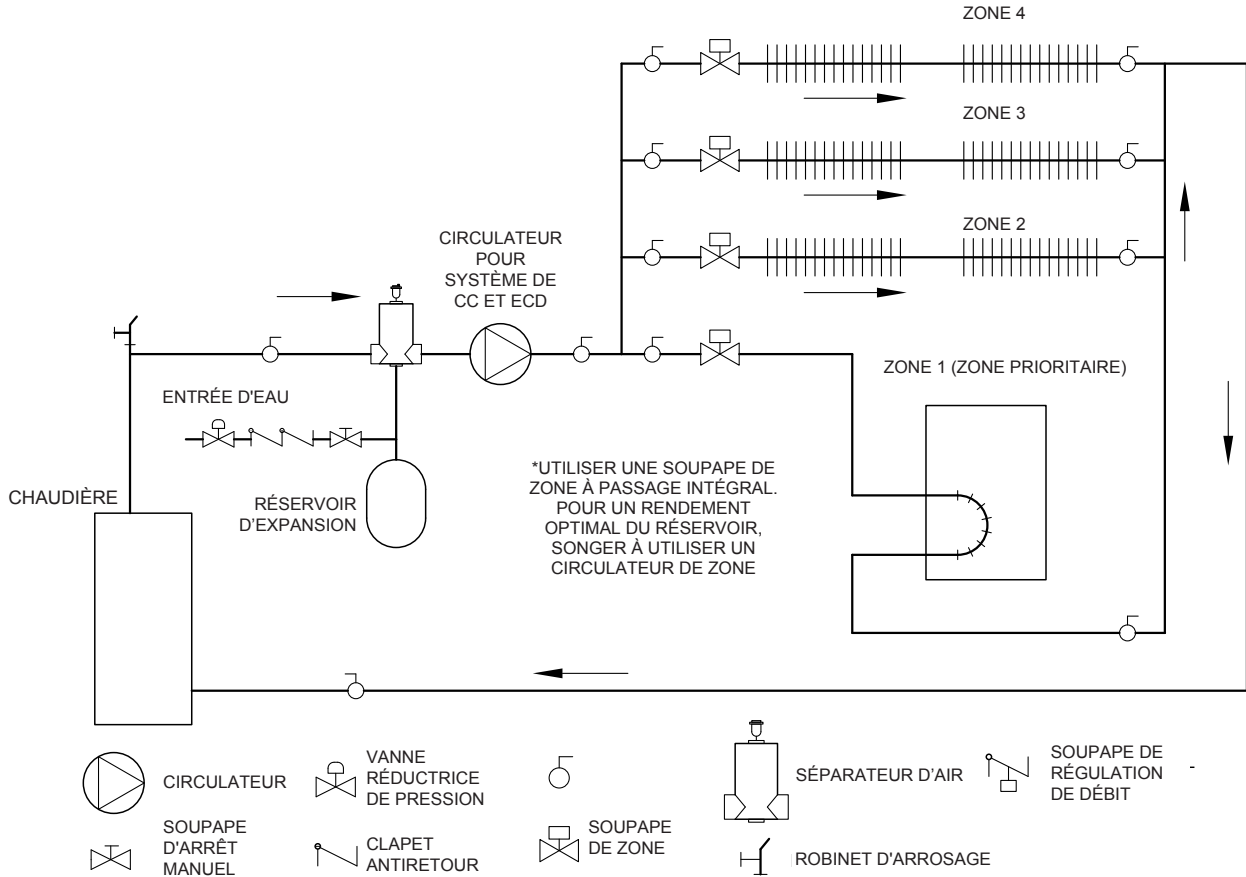 ZONE 4
ZONE 3
ZONE 2
CIRCULATEUR
POUR
SYSTÈME DE
CC ET ECD
ZONE 1 (ZONE PRIORITAIRE)
ENTRÉE D'EAU
CHAUDIÈRE
RÉSERVOIR
D'EXPANSION
*UTILISER UNE SOUPAPE DE
ZONE À PASSAGE INTÉGRAL.
POUR UN RENDEMENT
OPTIMAL DU RÉSERVOIR,
SONGER À UTILISER UN
CIRCULATEUR DE ZONE
CIRCULATEUR
VANNE
RÉDUCTRICE
DE PRESSION
SÉPARATEUR D'AIR
SOUPAPE DE
RÉGULATION
DE DÉBIT
-
SOUPAPE
D'ARRÊT
MANUEL
CLAPET
ANTIRETOUR
SOUPAPE
DE ZONE
ROBINET D'ARROSAGE